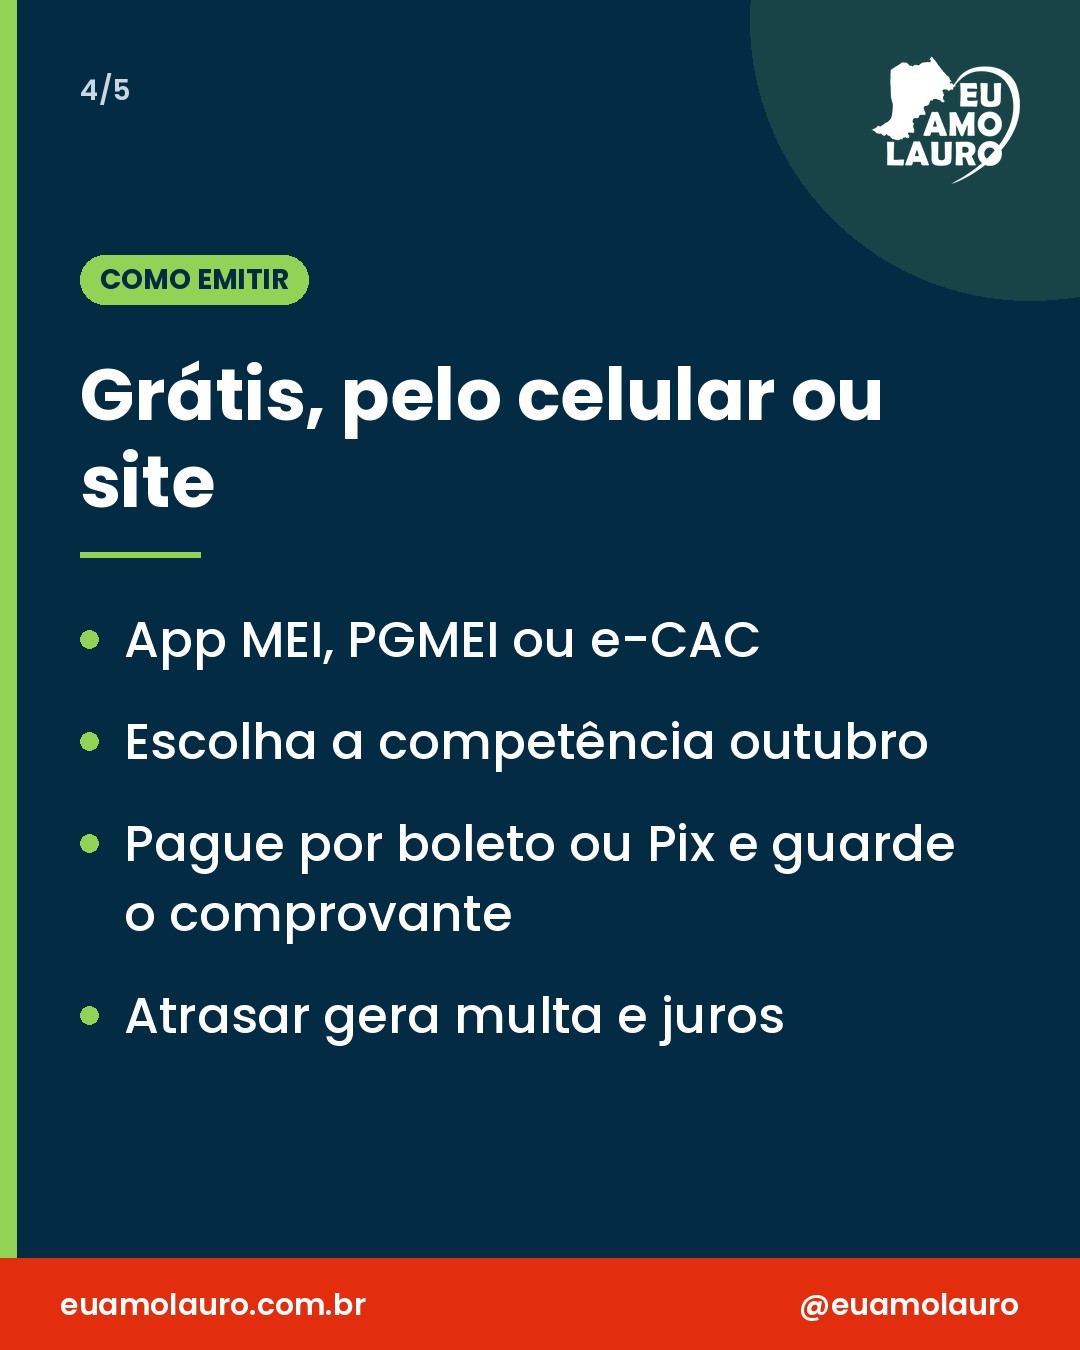 4/5
EU
AMO
LAURO
COMO EMITIR
Grátis, pelo celular ou
site
App MEI, PGMEI ou e-CAC
Escolha a competência outubro
Pague por boleto ou Pix e guarde
o comprovante
Atrasar gera multa e juros
euamolauro.com.br
@euamolauro